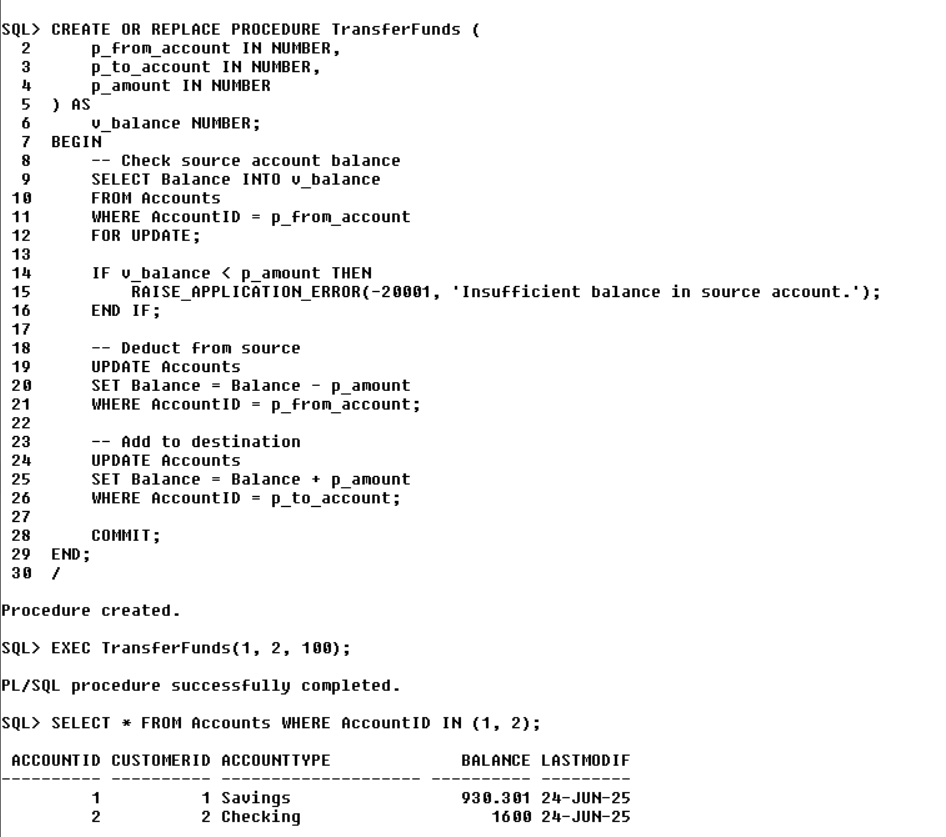 SQL> CREATE OR REPLACE PROCEDURE TransferFunds (
  2      p_from_account IN NUMBER,
  3      p_to_account IN NUMBER,
  4      p_amount IN NUMBER
  5  ) AS
  6      v_balance NUMBER;
  7  BEGIN
  8      -- Check source account balance
  9      SELECT Balance INTO v_balance
 10      FROM Accounts
 11      WHERE AccountID = p_from_account
 12      FOR UPDATE;
 13
 14      IF v_balance < p_amount THEN
 15          RAISE_APPLICATION_ERROR(-20001, 'Insufficient balance in source account.');
 16      END IF;
 17
 18      -- Deduct from source
 19      UPDATE Accounts
 20      SET Balance = Balance - p_amount
 21      WHERE AccountID = p_from_account;
 22
 23      -- Add to destination
 24      UPDATE Accounts
 25      SET Balance = Balance + p_amount
 26      WHERE AccountID = p_to_account;
 27
 28      COMMIT;
 29  END;
 30  /
Procedure created.
SQL> EXEC TransferFunds(1, 2, 100);
PL/SQL procedure successfully completed.
SQL> SELECT * FROM Accounts WHERE AccountID IN (1, 2);
 ACCOUNTID CUSTOMERID ACCOUNTTYPE             BALANCE LASTMODIF
---------- ---------- -------------------- ---------- ---------
         1          1 Savings                 930.301 24-JUN-25
         2          2 Checking                   1600 24-JUN-25